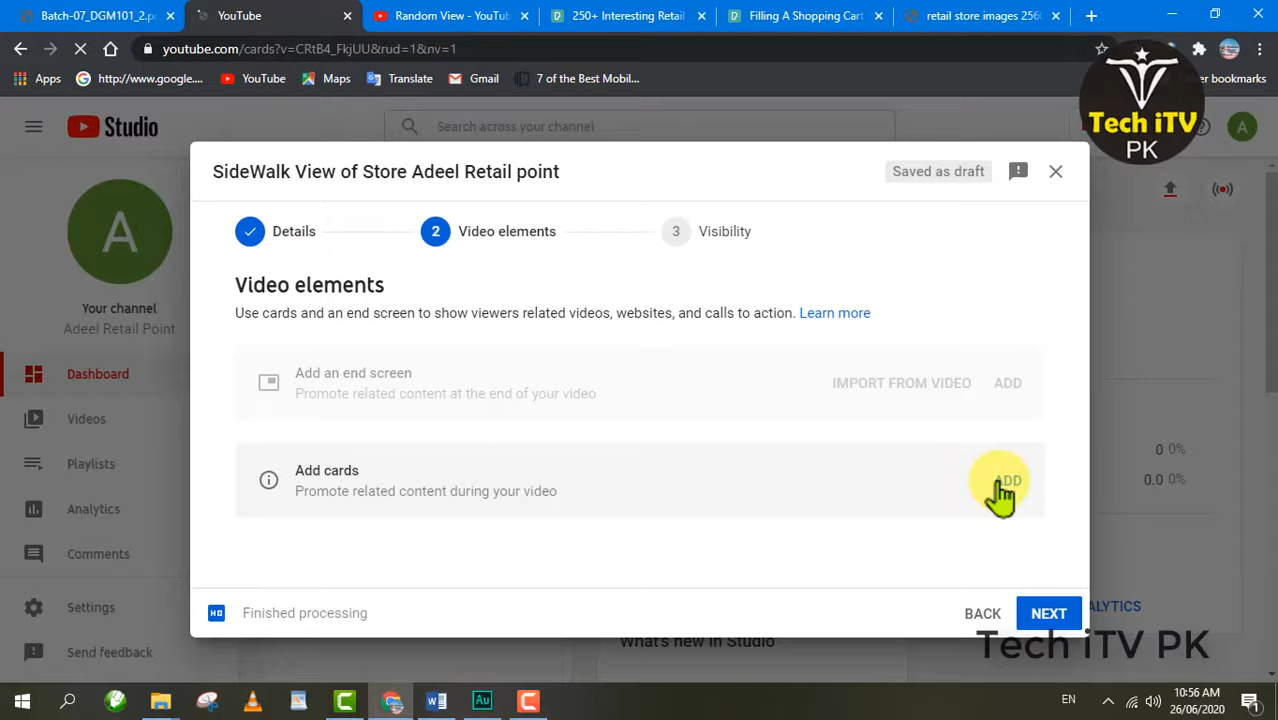 Batch-07_DGM101_2.p
YouTube
Random View - YouTu
250+ Interesting Retail
Filling A Shopping Cart
retail store images 256
youtube.com/cards?v=CRtB4_FkjUU&rud=1&nv=1
Apps
http://www.google....
YouTube
Maps
Translate
Gmail
7 of the Best Mobil...
her bookmarks
Tech iTV
PK
Studio
Search across your channel
A
A
Your channel
Adeel Retail Point
Dashboard
Videos
Playlists
Analytics
Comments
Settings
Send feedback
SideWalk View of Store Adeel Retail point
Saved as draft
Details
2
Video elements
3
Visibility
Video elements
Use cards and an end screen to show viewers related videos, websites, and calls to action. Learn more
Add an end screen
Promote related content at the end of your video
IMPORT FROM VIDEO
ADD
Add cards
Promote related content during your video
ADD
HD
Finished processing
BACK
NEXT
0 0%
0.0 0%
ALYTICS
What's new in Studio
Tech iTV PK
EN
10:56 AM
26/06/2020